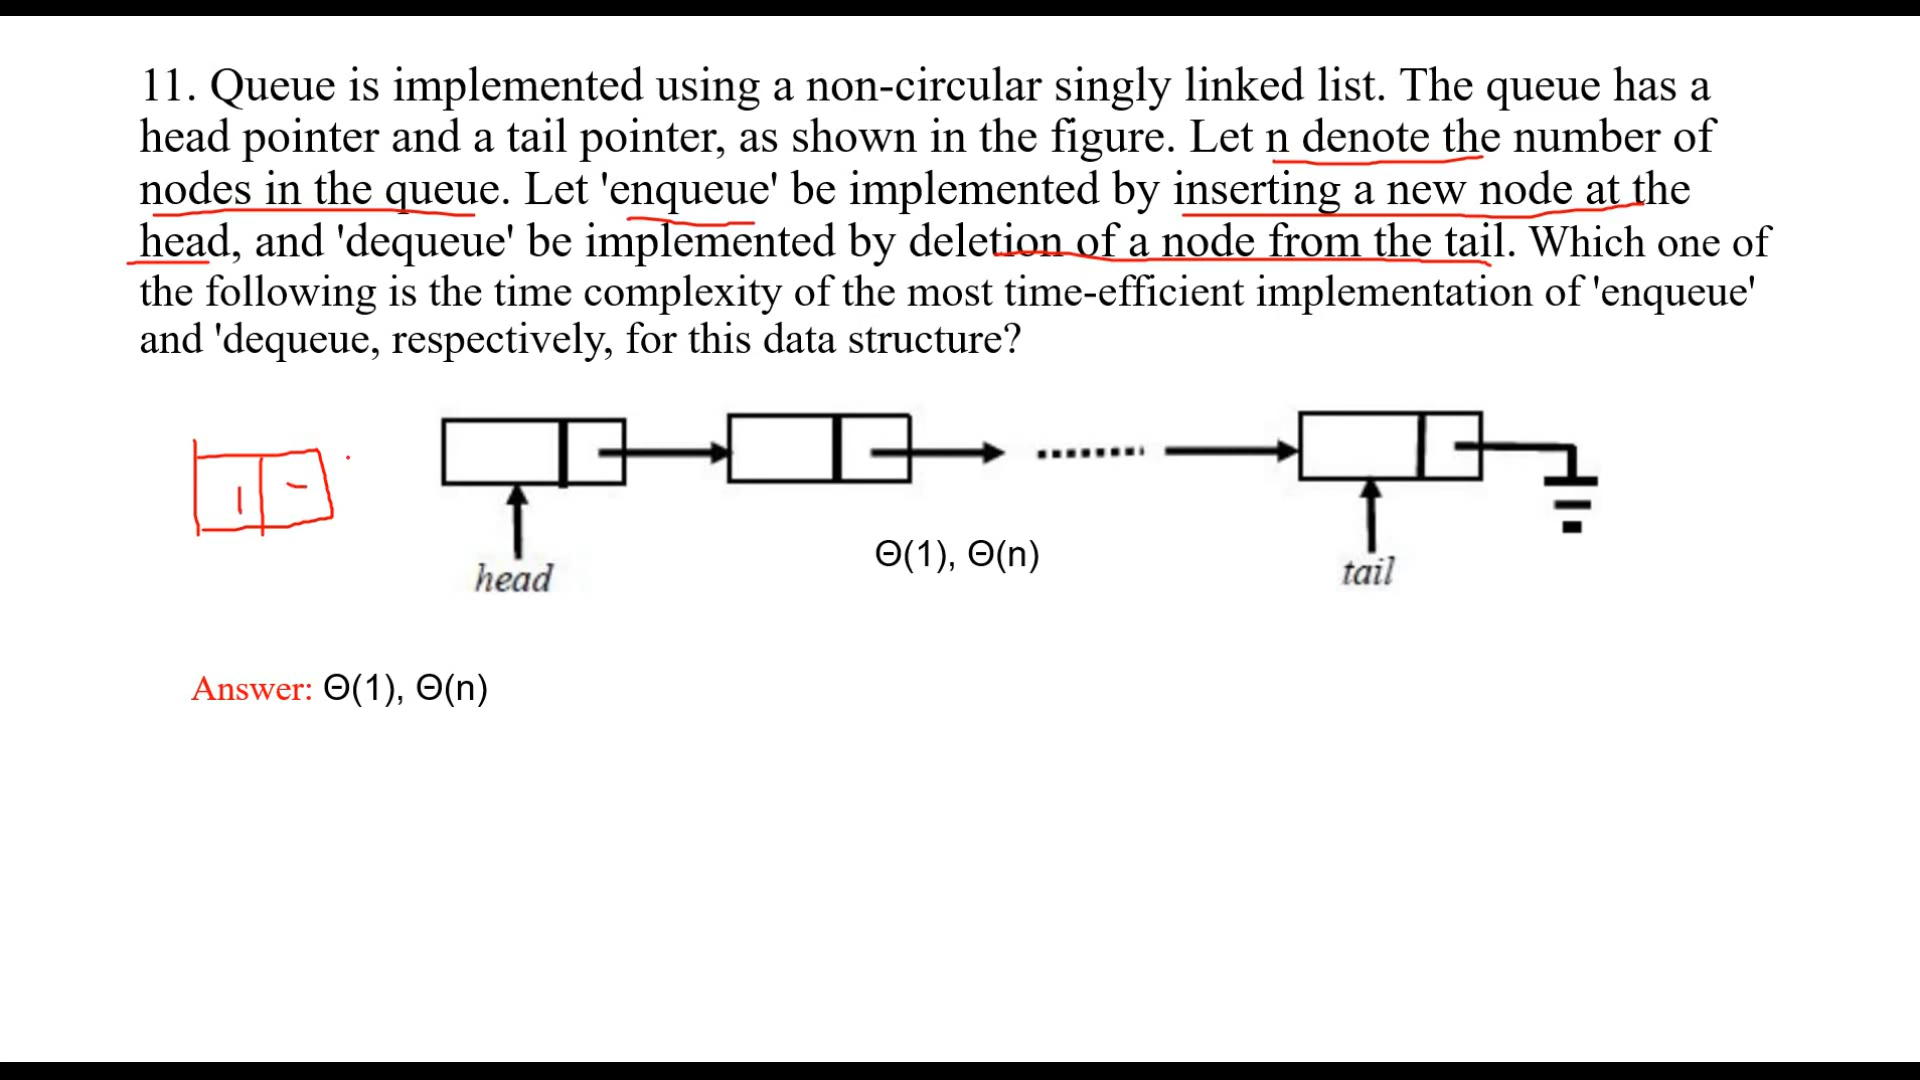 11. Queue is implemented using a non-circular singly linked list. The queue has a
head pointer and a tail pointer, as shown in the figure. Let n denote the number of
nodes in the queue. Let 'enqueue' be implemented by inserting a new node at the
head, and 'dequeue' be implemented by deletion of a node from the tail. Which one of
the following is the time complexity of the most time-efficient implementation of 'enqueue'
and 'dequeue, respectively, for this data structure?
head
Θ(1), Θ(n)
tail
Answer: Θ(1), Θ(n)